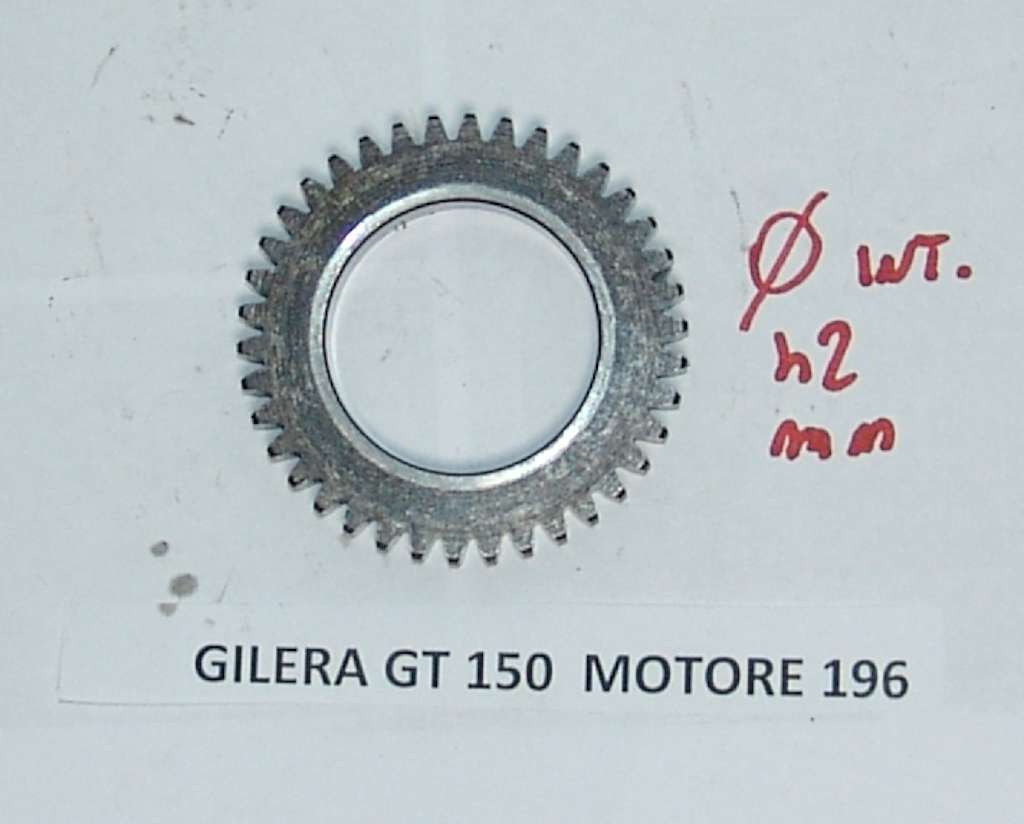 Ø INT.
42
mm
GILERA GT 150 MOTORE 196